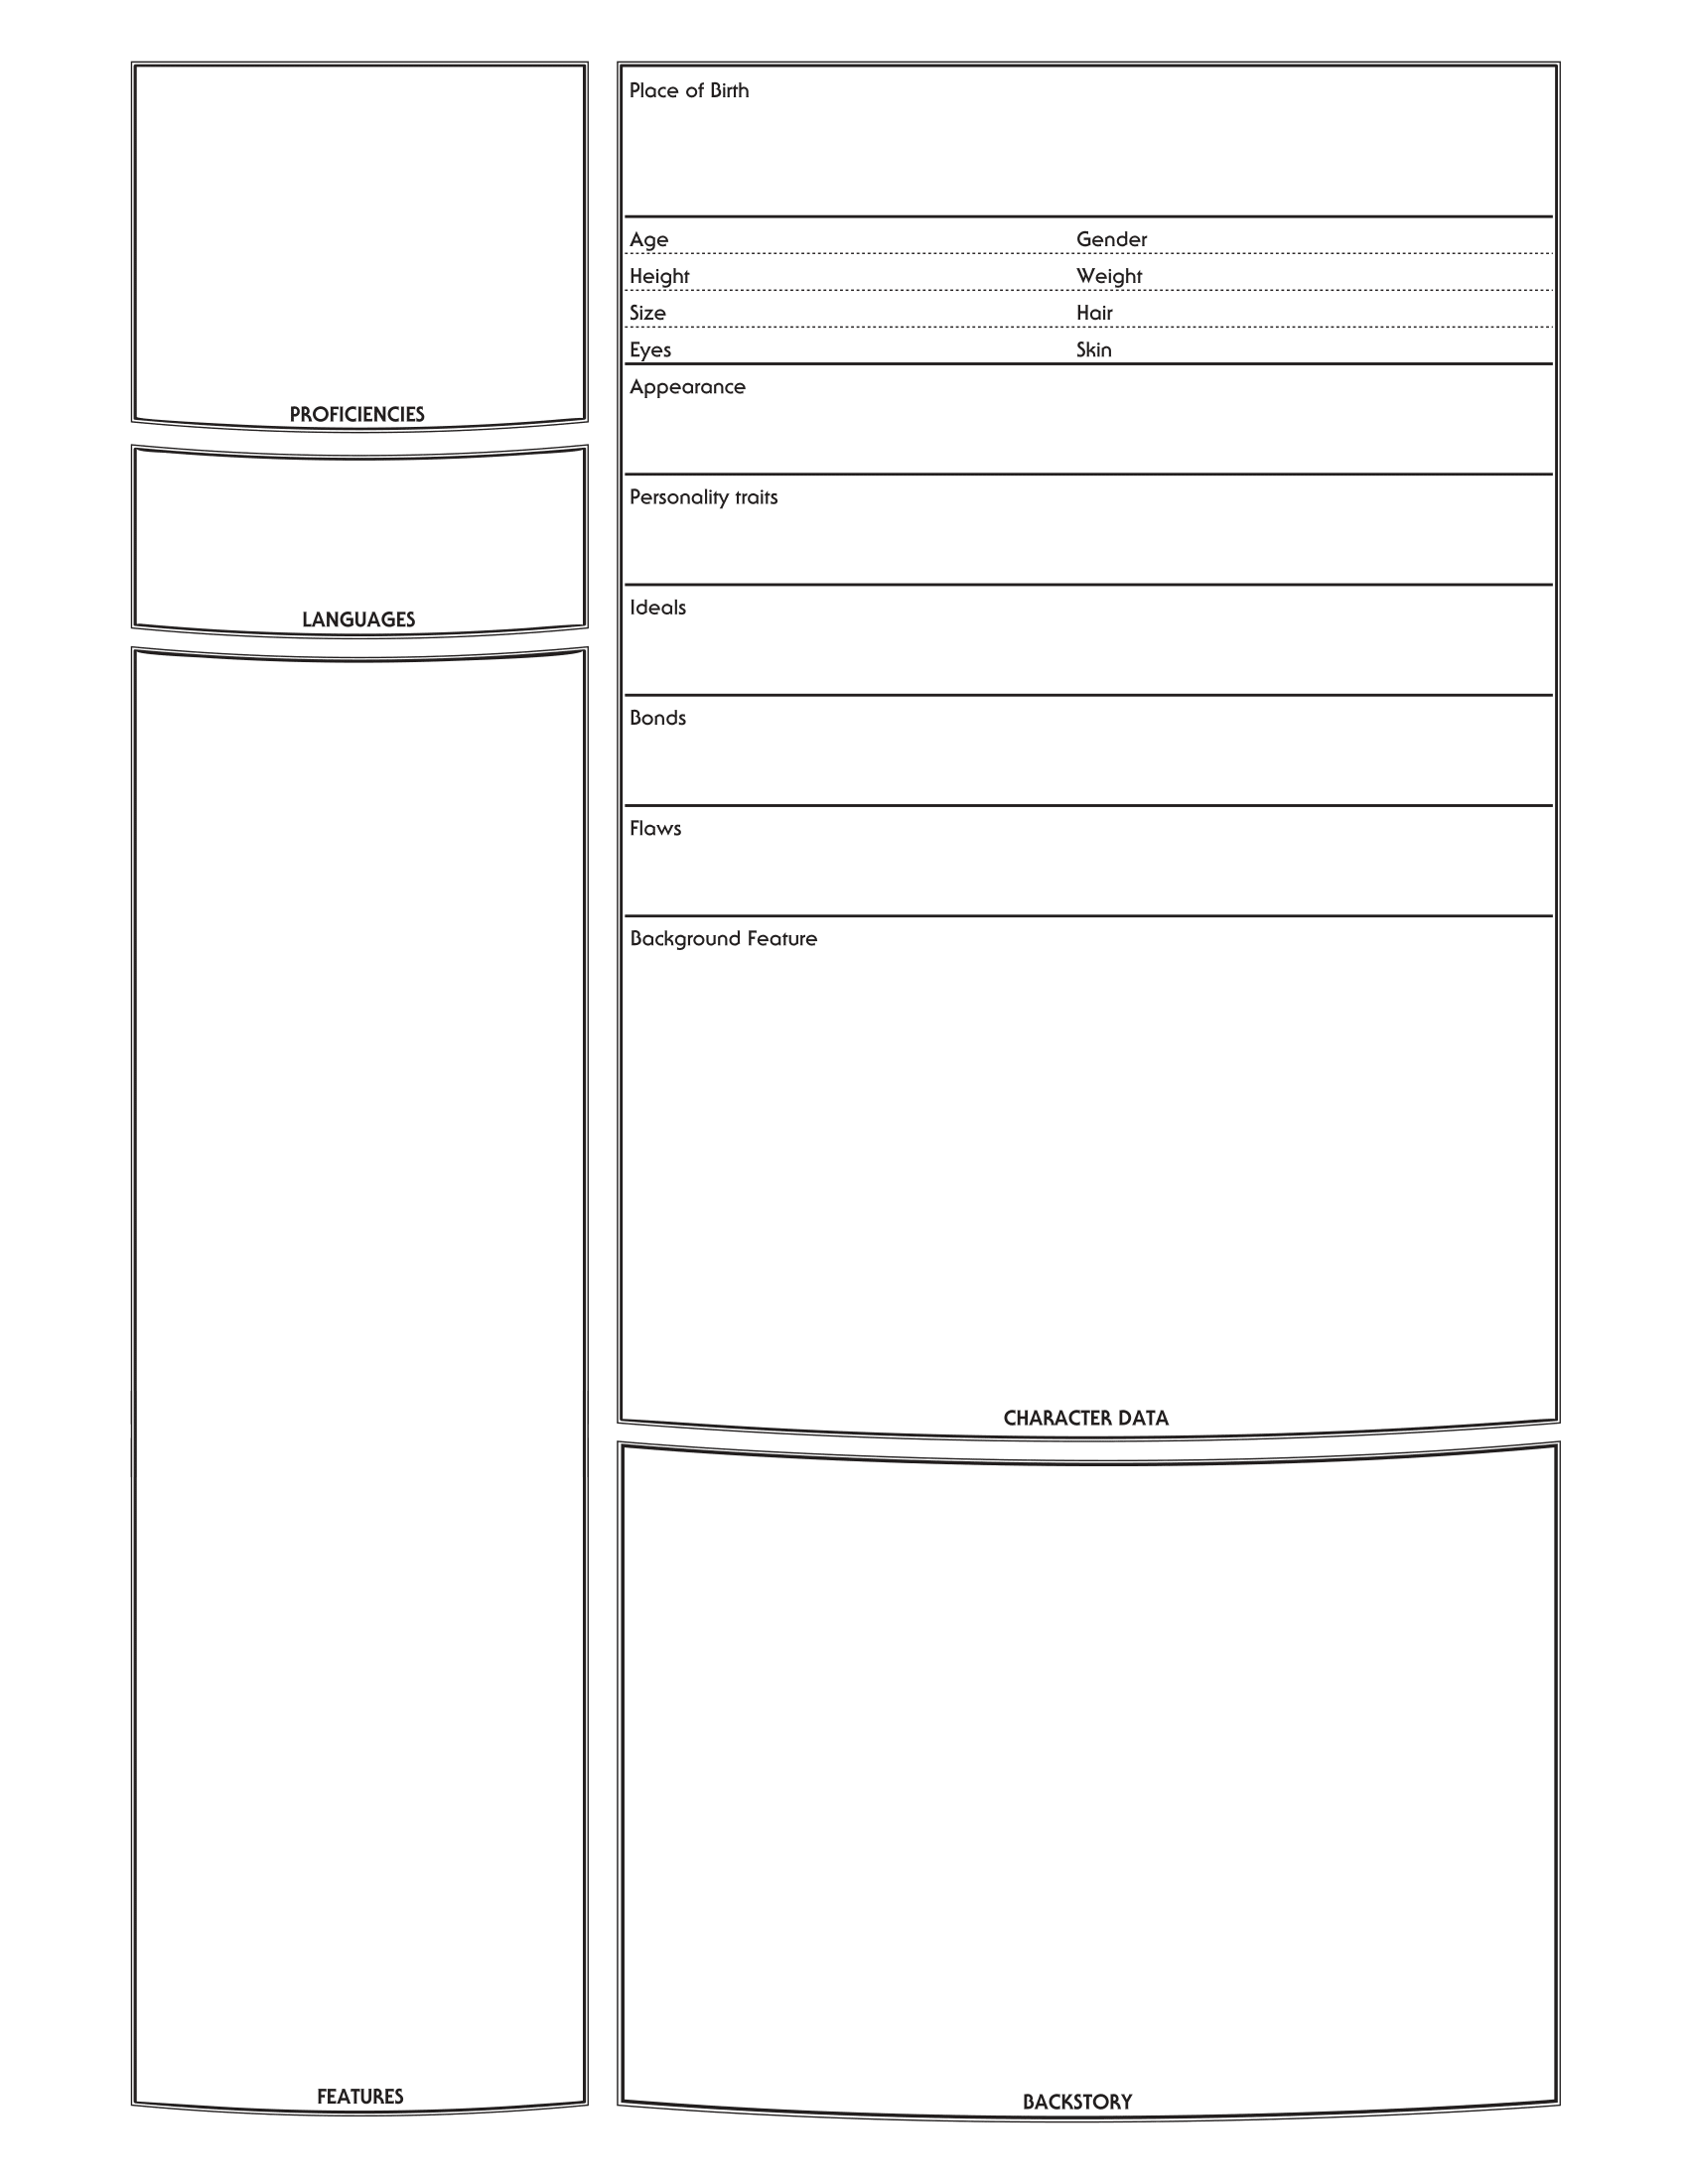 PROFICIENCIES
LANGUAGES
FEATURES
Place of Birth
Age Gender
Height Weight
Size Hair
Eyes Skin
Appearance
Personality traits
Ideals
Bonds
Flaws
Background Feature
CHARACTER DATA
BACKSTORY